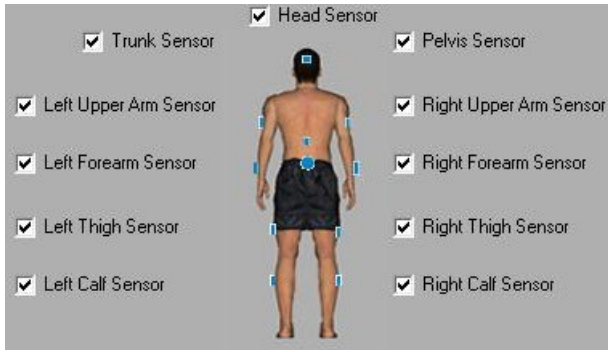 Head Sensor
Trunk Sensor
Pelvis Sensor
Left Upper Arm Sensor
Right Upper Arm Sensor
Left Forearm Sensor
Right Forearm Sensor
Left Thigh Sensor
Right Thigh Sensor
Left Calf Sensor
Right Calf Sensor